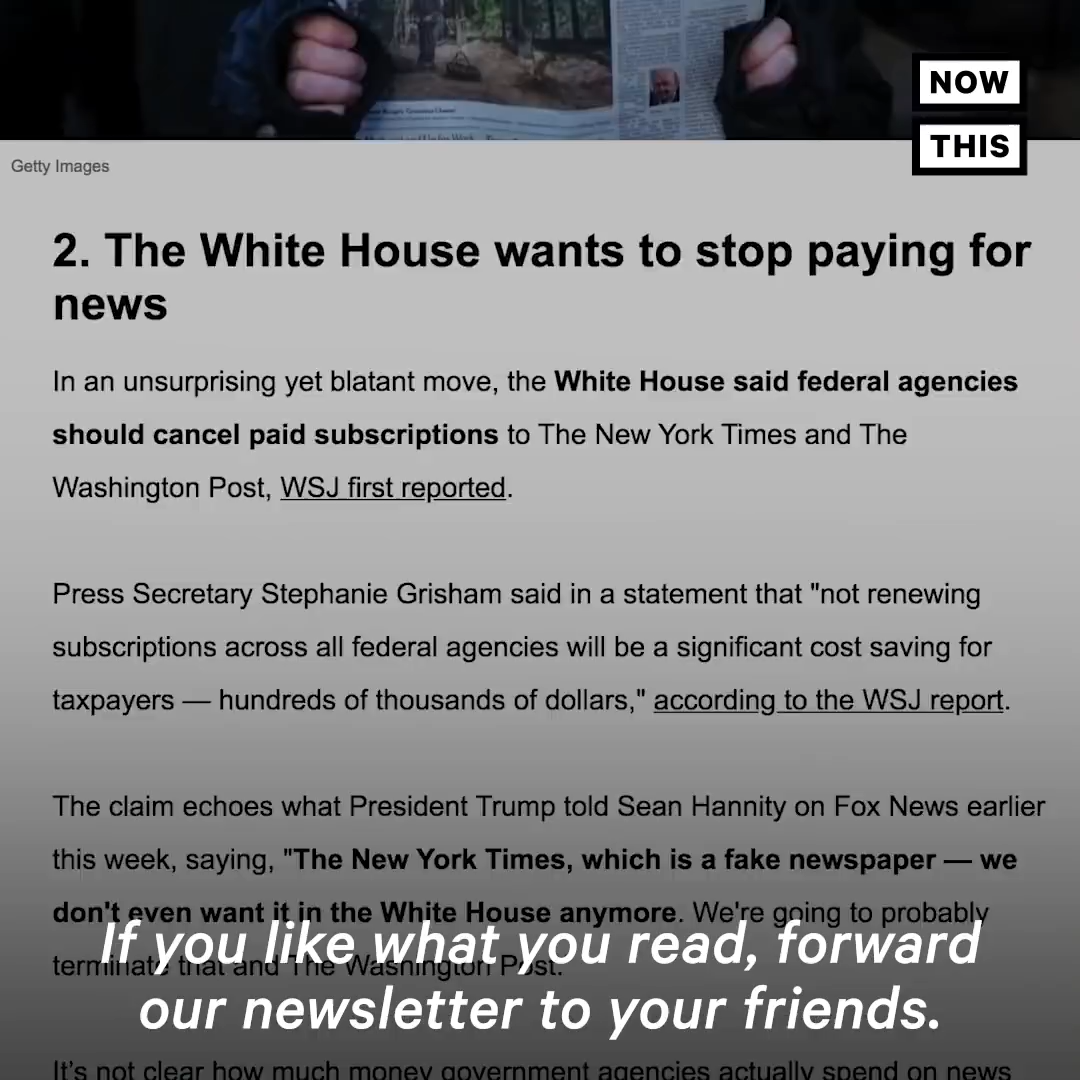 NOW
THIS
Getty Images
2. The White House wants to stop paying for
news
In an unsurprising yet blatant move, the White House said federal agencies
should cancel paid subscriptions to The New York Times and The
Washington Post, WSJ first reported.
Press Secretary Stephanie Grisham said in a statement that "not renewing
subscriptions across all federal agencies will be a significant cost saving for
taxpayers — hundreds of thousands of dollars," according to the WSJ report.
The claim echoes what President Trump told Sean Hannity on Fox News earlier
this week, saying, "The New York Times, which is a fake newspaper — we
don't even want it in the White House anymore. We're going to probably
terminate that and The Washington Post.
If you like what you read, forward
our newsletter to your friends.
It's not clear how much money government agencies actually spend on news